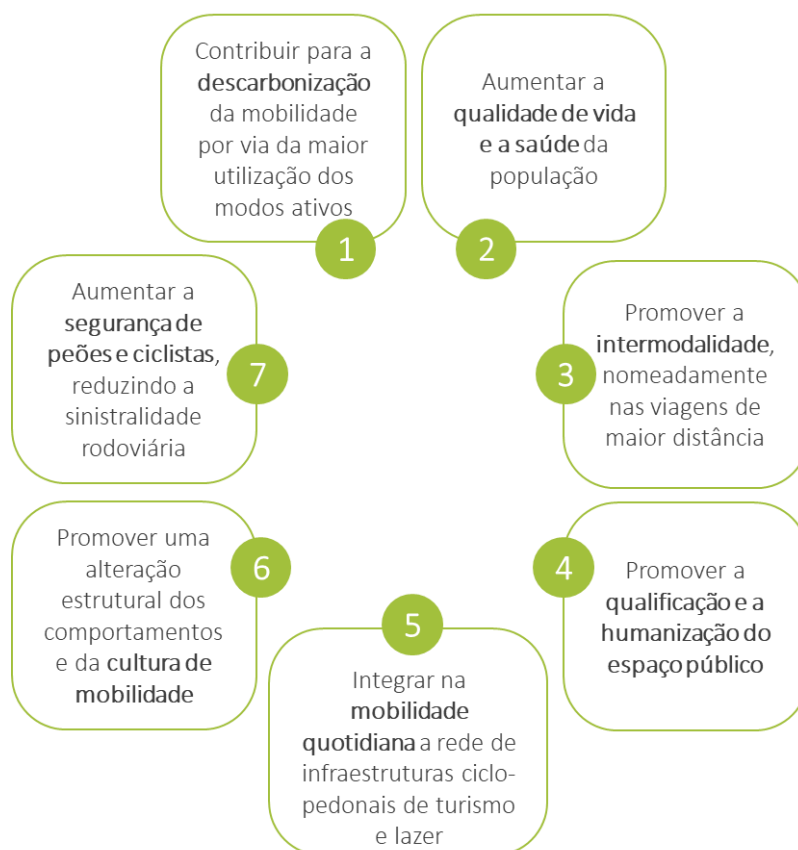 Contribuir para a
descarbonização
da mobilidade
por via da maior
utilização dos
modos ativos
1
Aumentar a
qualidade de vida
e a saúde da
população
2
Promover a
intermodalidade,
nomeadamente
nas viagens de
maior distância
3
Promover a
qualificação e a
humanização do
espaço público
4
Integrar na
mobilidade
quotidiana a rede de
infraestruturas ciclo-
pedonais de turismo
e lazer
5
Promover uma
alteração
estrutural dos
comportamentos
e da cultura de
mobilidade
6
Aumentar a
segurança de
peões e ciclistas,
reduzindo a
sinistralidade
rodoviária
7